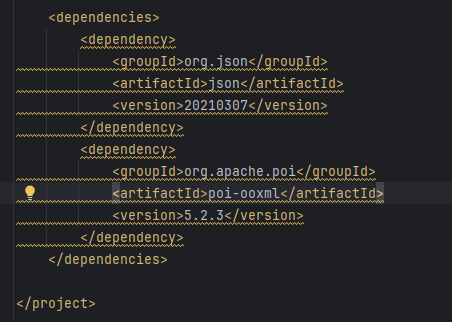 <dependencies>
<dependency>
<groupId>org.json</groupId>
<artifactId>json</artifactId>
<version>20210307</version>
</dependency>
<dependency>
<groupId>org.apache.poi</groupId>
<artifactId>poi-ooxml</artifactId>
<version>5.2.3</version>
</dependency>
</dependencies>
</project>